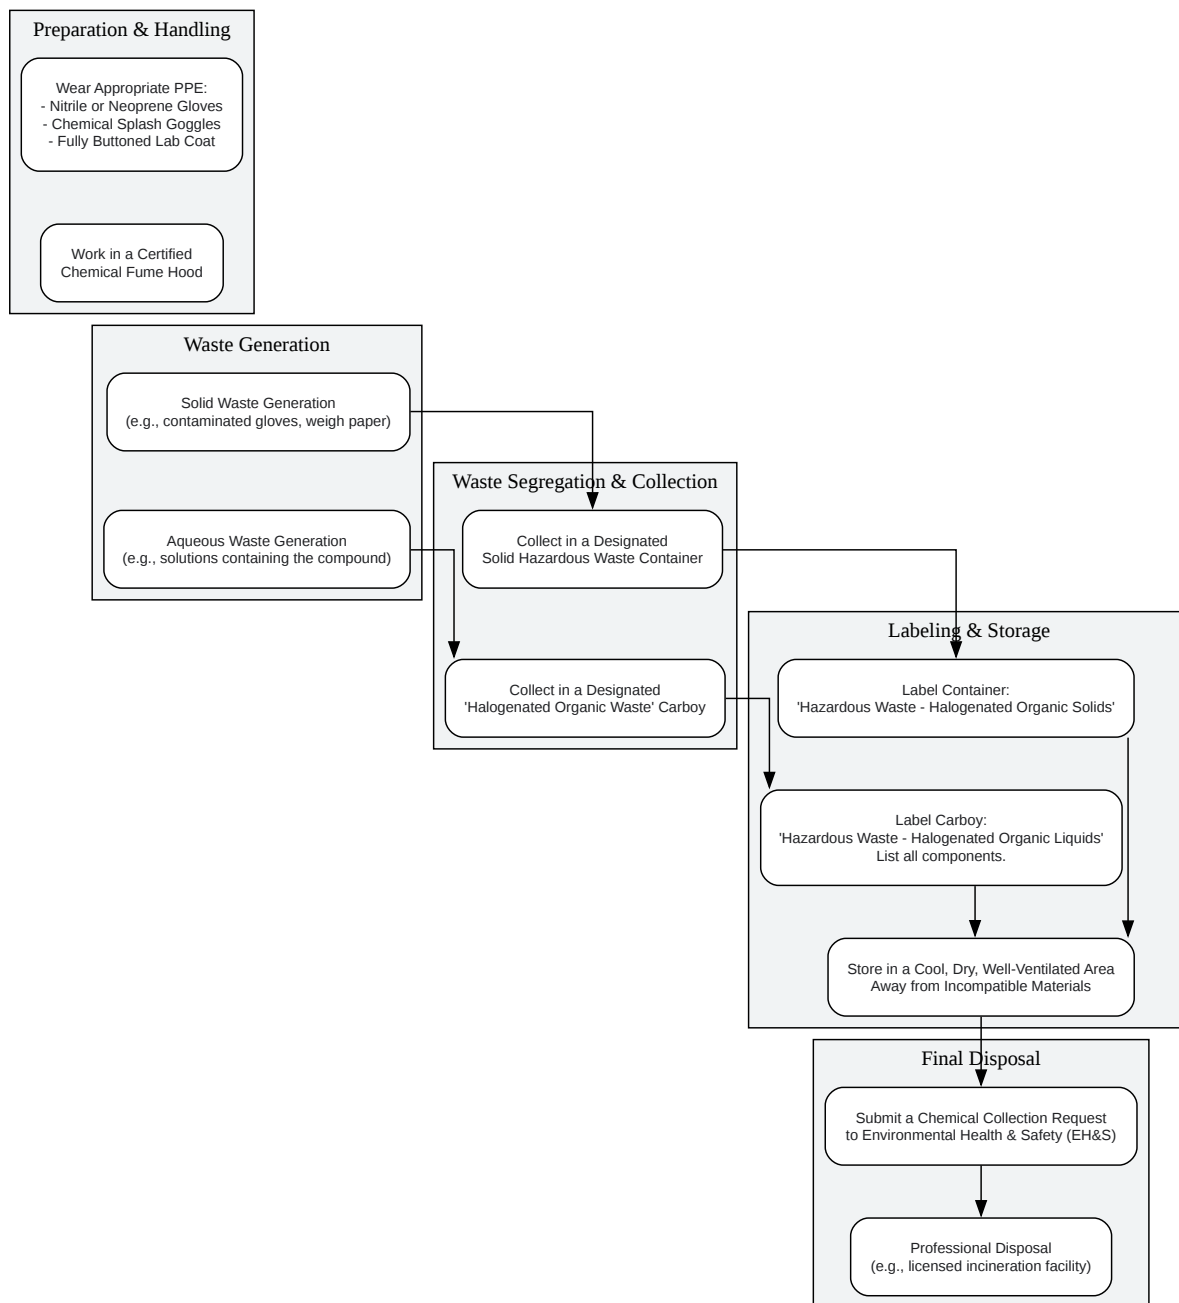 Preparation & Handling
Wear Appropriate PPE:
- Nitrile or Neoprene Gloves
- Chemical Splash Goggles
- Fully Buttoned Lab Coat
Work in a Certified
Chemical Fume Hood
Waste Generation
Solid Waste Generation
(e.g., contaminated gloves, weigh paper)
Aqueous Waste Generation
(e.g., solutions containing the compound)
Waste Segregation & Collection
Collect in a Designated
Solid Hazardous Waste Container
Collect in a Designated
'Halogenated Organic Waste' Carboy
Labeling & Storage
Label Container:
'Hazardous Waste - Halogenated Organic Solids'
Label Carboy:
'Hazardous Waste - Halogenated Organic Liquids'
List all components.
Store in a Cool, Dry, Well-Ventilated Area
Away from Incompatible Materials
Final Disposal
Submit a Chemical Collection Request
to Environmental Health & Safety (EH&S)
Professional Disposal
(e.g., licensed incineration facility)